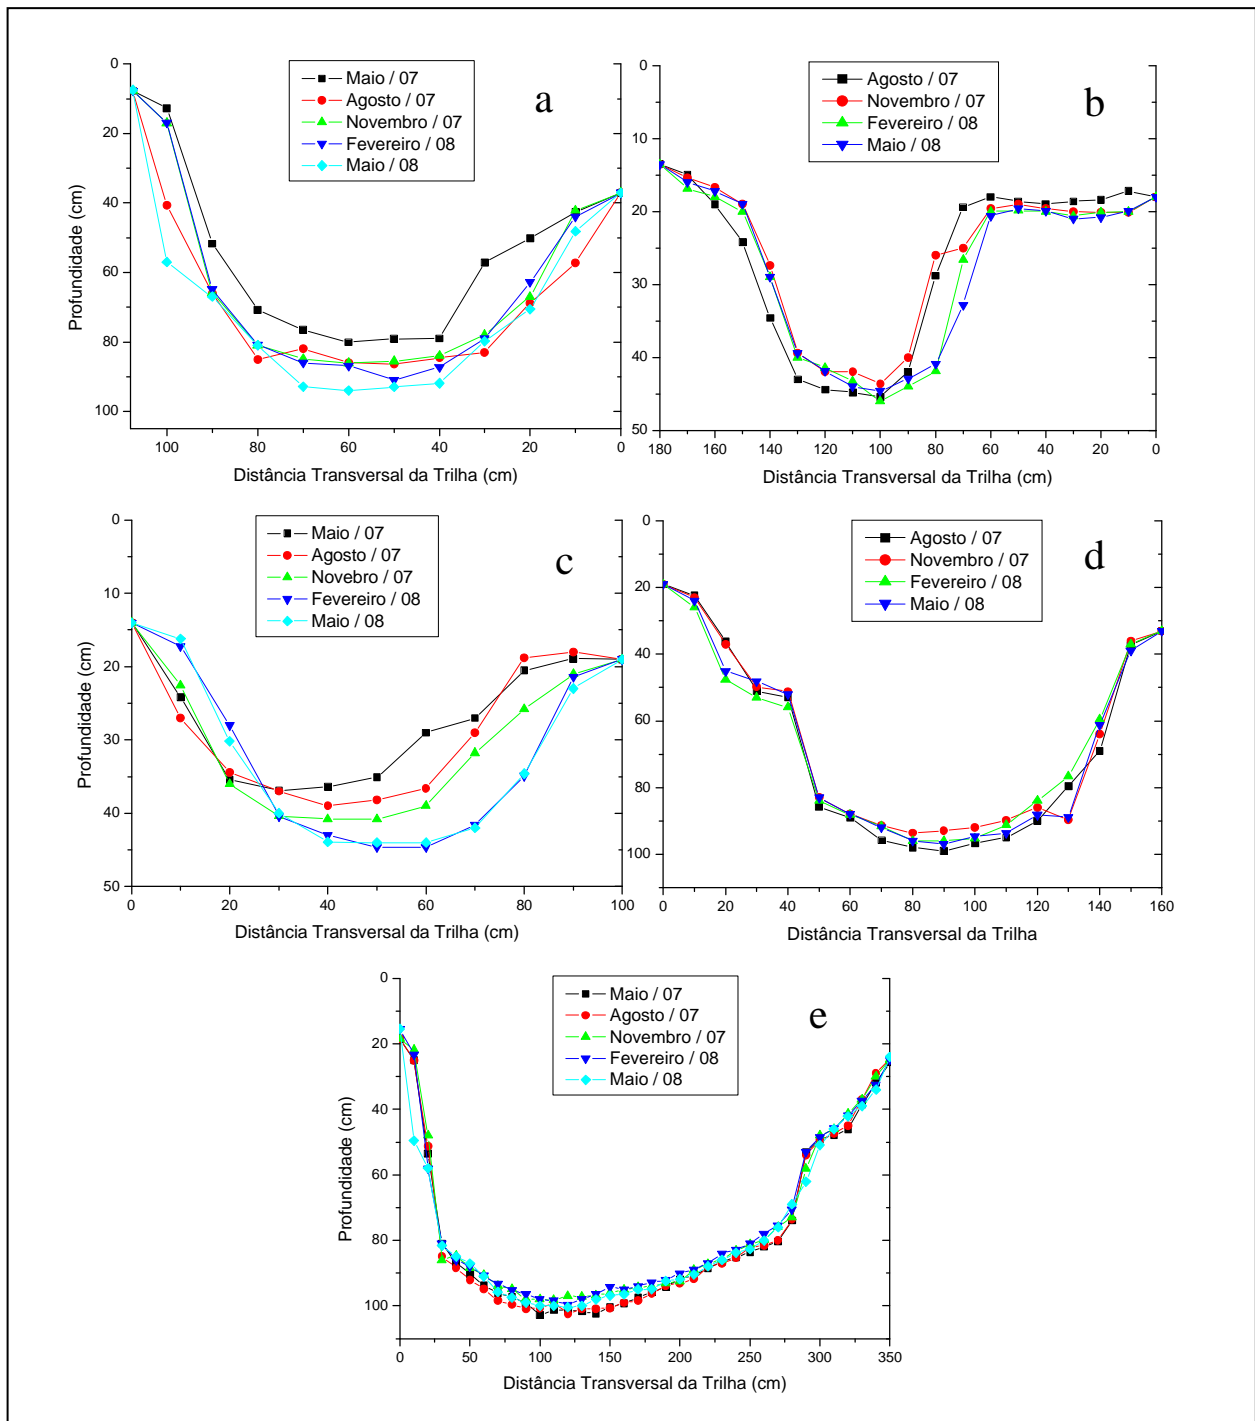 a
Maio / 07
Agosto / 07
Novembro / 07
Fevereiro / 08
Maio / 08
0
20
40
60
80
100
Profundidade (cm)
100 80 60 40 20 0
Distância Transversal da Trilha (cm)
b
Agosto / 07
Novembro / 07
Fevereiro / 08
Maio / 08
0
10
20
30
40
50
180 160 140 120 100 80 60 40 20 0
Distância Transversal da Trilha (cm)
c
Maio / 07
Agosto / 07
Novebro / 07
Fevereiro / 08
Maio / 08
0
10
20
30
40
50
Profundidade (cm)
0 20 40 60 80 100
Distância Transversal da Trilha (cm)
d
Agosto / 07
Novembro / 07
Fevereiro / 08
Maio / 08
0
20
40
60
80
100
0 20 40 60 80 100 120 140 160
Distância Transversal da Trilha
e
Maio / 07
Agosto / 07
Novembro / 07
Fevereiro / 08
Maio / 08
0
20
40
60
80
100
Profundidade (cm)
0 50 100 150 200 250 300 350
Distância Transversal da Trilha (cm)